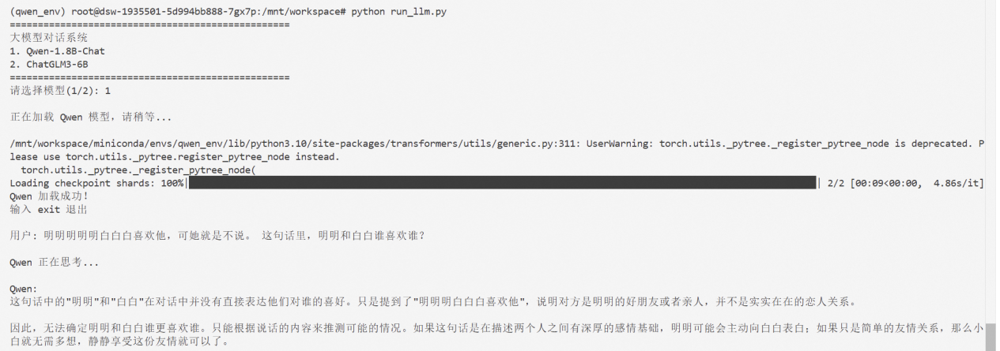 (qwen_env) root@dsw-1935501-5d994bb888-7gx7p:/mnt/workspace# python run_llm.py
==================================================
大模型对话系统
1. Qwen-1.8B-Chat
2. ChatGLM3-6B
==================================================
请选择模型(1/2): 1
正在加载 Qwen 模型，请稍等...
/mnt/workspace/miniconda/envs/qwen_env/lib/python3.10/site-packages/transformers/utils/generic.py:311: UserWarning: torch.utils._pytree._register_pytree_node is deprecated. P
lease use torch.utils._pytree.register_pytree_node instead.
  torch.utils._pytree._register_pytree_node(
Loading checkpoint shards: 100%|| 2/2 [00:09<00:00,  4.86s/it]
Qwen 加载成功！
输入 exit 退出
用户: 明明明明明白白白喜欢他，可她就是不说。 这句话里，明明和白白谁喜欢谁？
Qwen 正在思考...
Qwen:
这句话中的"明明"和"白白"在对话中并没有直接表达他们对谁的喜好。只是提到了"明明明白白白喜欢他"，说明对方是明明的好朋友或者亲人，并不是实实在在的恋人关系。
因此，无法确定明明和白白谁更喜欢谁。只能根据说话的内容来推测可能的情况。如果这句话是在描述两个人之间有深厚的感情基础，明明可能会主动向白白表白；如果只是简单的友情关系，那么小
白就无需多想，静静享受这份友情就可以了。